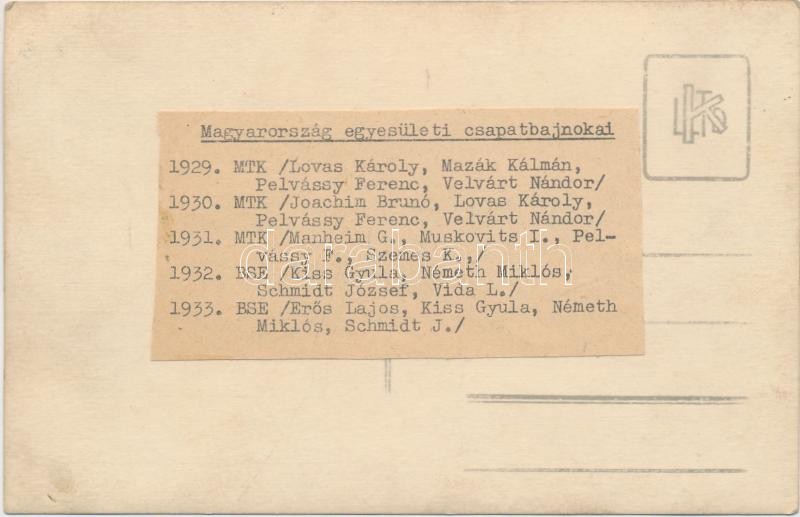 Magyarország egyesületi csapatbajnokai
1929. MTK /Lovas Károly, Mazák Kálmán,
Pelvássy Ferenc, Velvárt Nándor/
1930. MTK /Joachim Brunó, Lovas Károly,
Pelvássy Ferenc, Velvárt Nándor/
1931. MTK /Manheim G., Muskovits I., Pel-
vássy F., Szemes K.,/
1932. BSE /Kiss Gyula, Németh Miklós,
Schmidt József, Vida L./
1933. BSE /Erős Lajos, Kiss Gyula, Németh
Miklós, Schmidt J./
darabanth